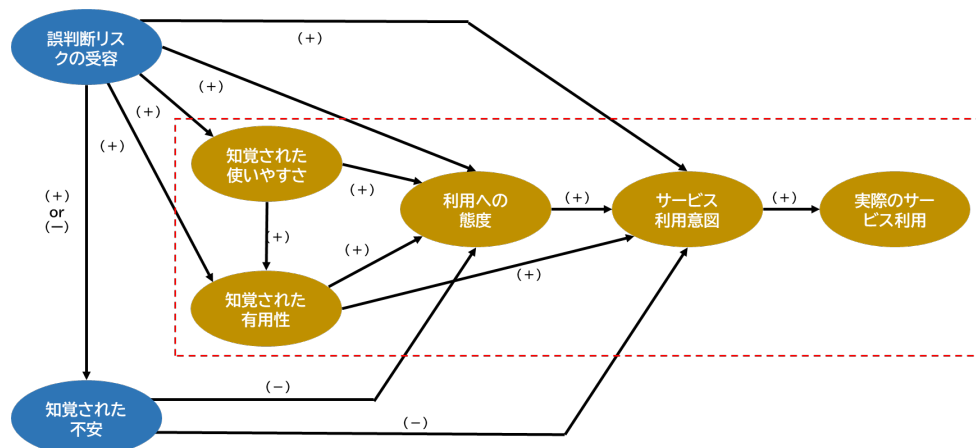 誤判断リス
クの受容
（+）
（+）
（+）
（+）
知覚された
使いやすさ
（+）
（+）
or
（−）
利用への
態度
（+）
サービス
利用意図
（+）
実際のサー
ビス利用
（+）
（+）
（+）
知覚された
有用性
（−）
知覚された
不安
（−）